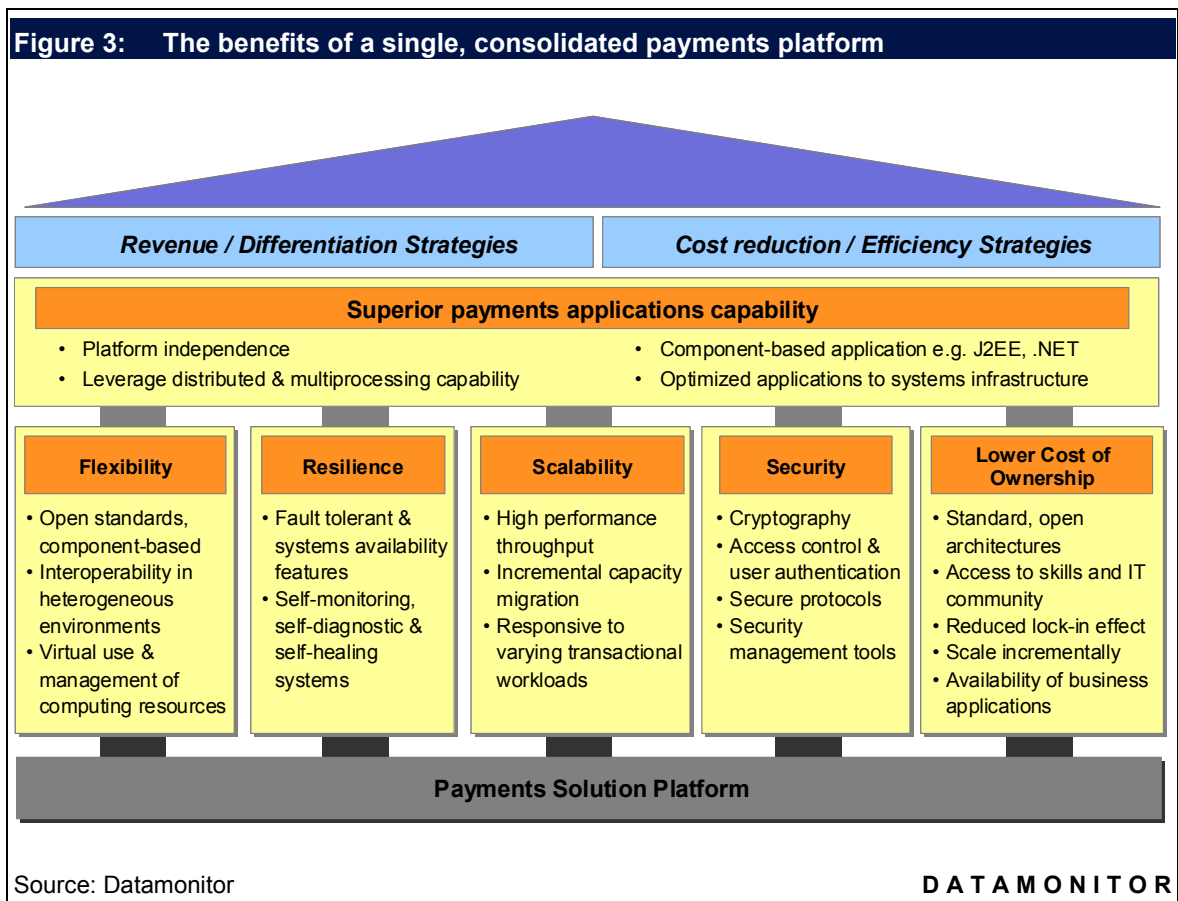 Figure 3: The benefits of a single, consolidated payments platform
Revenue / Differentiation Strategies
Cost reduction / Efficiency Strategies
Superior payments applications capability
• Platform independence
• Leverage distributed & multiprocessing capability
• Component-based application e.g. J2EE, .NET
• Optimized applications to systems infrastructure
Flexibility
• Open standards,
component-based
• Interoperability in
heterogeneous
environments
• Virtual use &
management of
computing resources
Resilience
• Fault tolerant &
systems availability
features
• Self-monitoring,
self-diagnostic &
self-healing
systems
Scalability
• High performance
throughput
• Incremental capacity
migration
• Responsive to
varying transactional
workloads
Security
• Cryptography
• Access control &
user authentication
• Secure protocols
• Security
management tools
Lower Cost of
Ownership
• Standard, open
architectures
• Access to skills and IT
community
• Reduced lock-in effect
• Scale incrementally
• Availability of business
applications
Payments Solution Platform
Source: Datamonitor
DATAMONITOR